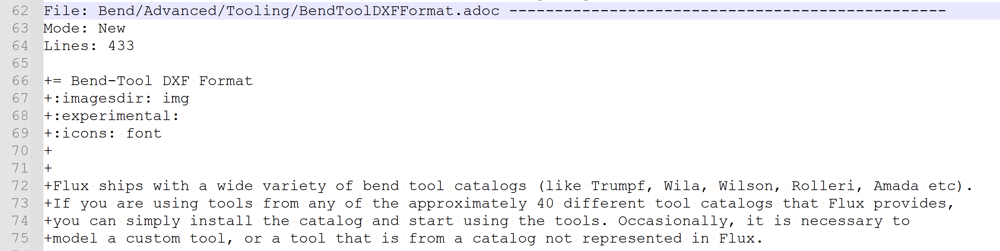 62 File: Bend/Advanced/Tooling/BendToolDXFFormat.adoc ------------------------------------------------
63 Mode: New
64 Lines: 433
65
66 += Bend-Tool DXF Format
67 +:imagesdir: img
68 +:experimental:
69 +:icons: font
70 +
71 +
72 +Flux ships with a wide variety of bend tool catalogs (like Trumpf, Wila, Wilson, Rolleri, Amada etc).
73 +If you are using tools from any of the approximately 40 different tool catalogs that Flux provides,
74 +you can simply install the catalog and start using the tools. Occasionally, it is necessary to
75 +model a custom tool, or a tool that is from a catalog not represented in Flux.